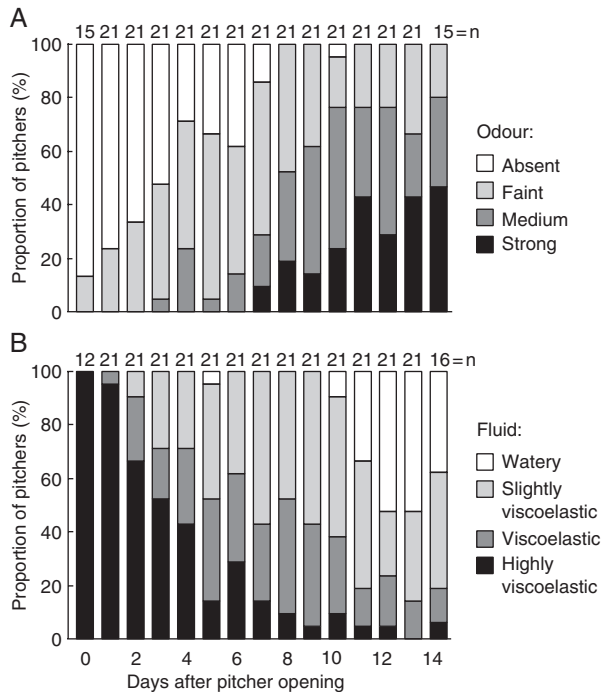 A
15 21 21 21 21 21 21 21 21 21 21 21 21 21 15 = n
100
80
60
40
20
0
Proportion of pitchers (%)
Odour:
Absent
Faint
Medium
Strong
B
12 21 21 21 21 21 21 21 21 21 21 21 21 21 16 = n
100
80
60
40
20
0
Proportion of pitchers (%)
Fluid:
Watery
Slightly
viscoelastic
Viscoelastic
Highly
viscoelastic
0 2 4 6 8 10 12 14
Days after pitcher opening